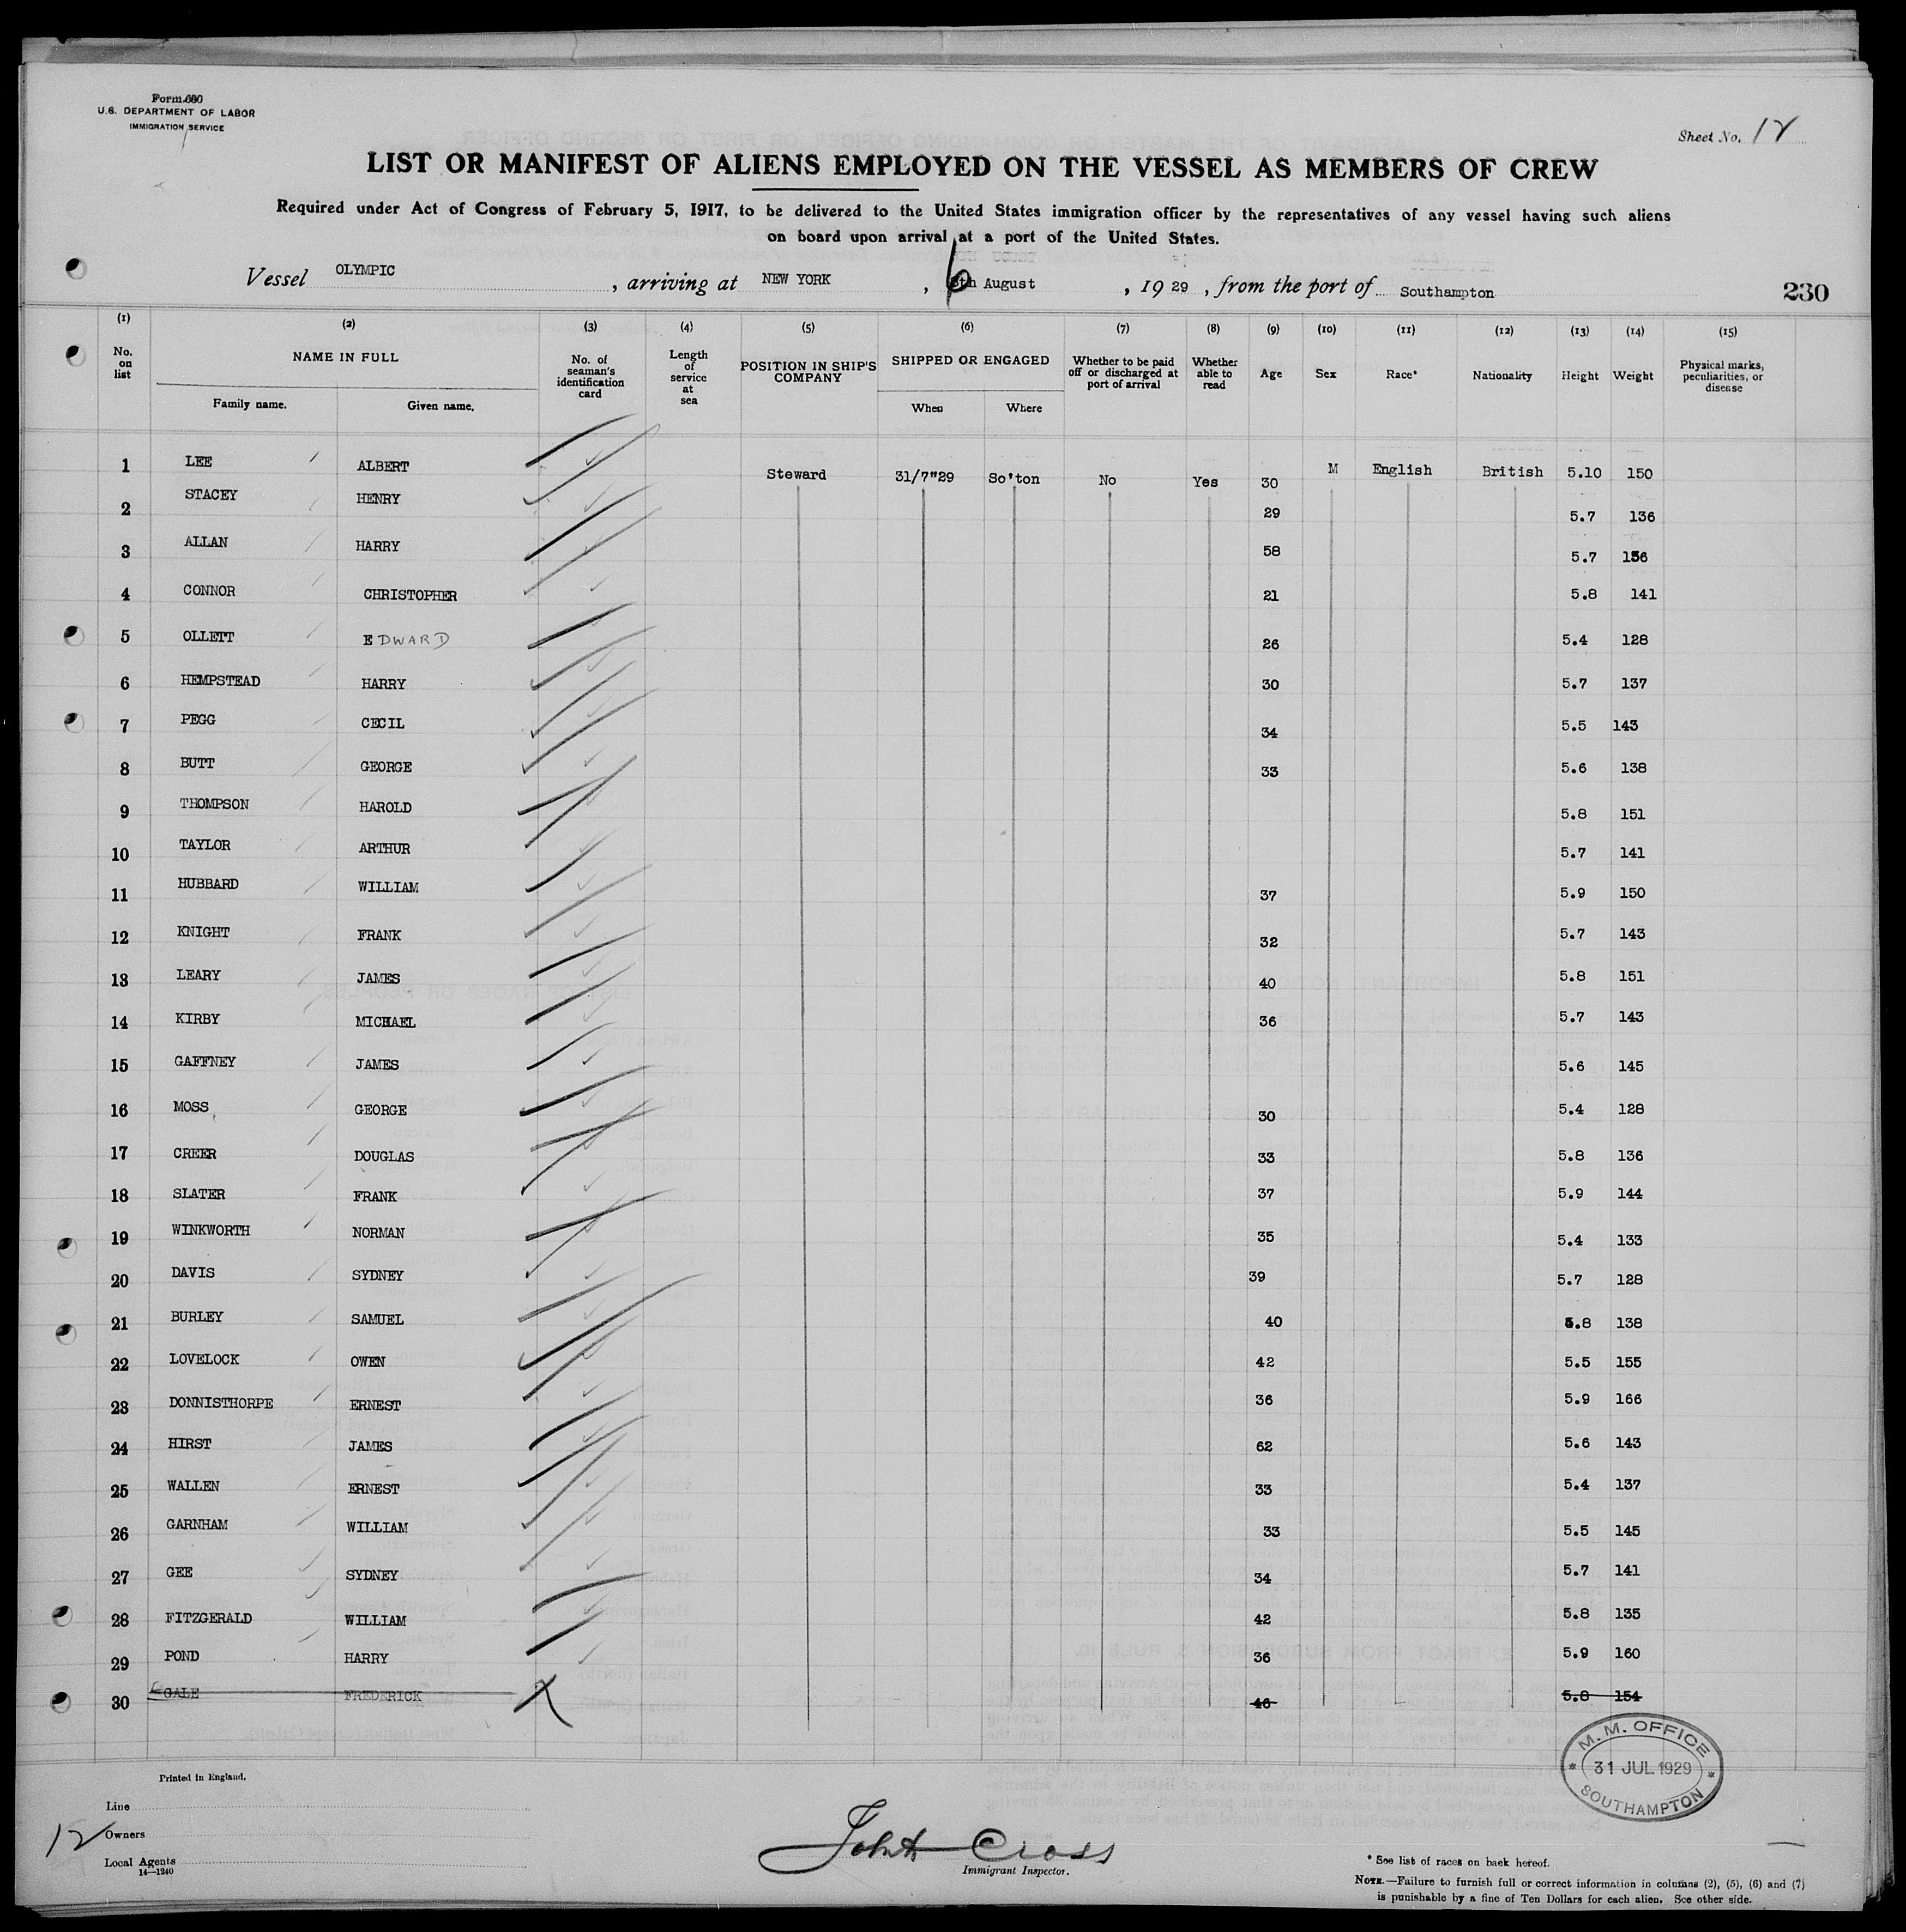 Form 680
U.S. DEPARTMENT OF LABOR
IMMIGRATION SERVICE
Sheet No. 12
LIST OR MANIFEST OF ALIENS EMPLOYED ON THE VESSEL AS MEMBERS OF CREW
Required under Act of Congress of February 5, 1917, to be delivered to the United States immigration officer by the representatives of any vessel having such aliens
on board upon arrival at a port of the United States.
Vessel OLYMPIC, arriving at NEW YORK, 6th August, 1929, from the port of Southampton 230
(1) (2) (3) (4) (5) (6) (7) (8) (9) (10) (11) (12) (13) (14) (15)
No. on list NAME IN FULL Family name. Given name. No. of seaman's identification card Length of service at sea POSITION IN SHIP'S COMPANY SHIPPED OR ENGAGED When Where Whether to be paid off or discharged at port of arrival Whether able to read Age Sex Race* Nationality Height Weight Physical marks, peculiarities, or disease
1 LEE ALBERT Steward 31/7"29 So'ton No Yes 30 M English British 5.10 150
2 STACEY HENRY 29 5.7 136
3 ALLAN HARRY 58 5.7 156
4 CONNOR CHRISTOPHER 21 5.8 141
5 OLLETT EDWARD 26 5.4 128
6 HEMPSTEAD HARRY 30 5.7 137
7 PEGG CECIL 34 5.5 143
8 BUTT GEORGE 33 5.6 138
9 THOMPSON HAROLD 5.8 151
10 TAYLOR ARTHUR 5.7 141
11 HUBBARD WILLIAM 37 5.9 150
12 KNIGHT FRANK 32 5.7 143
13 LEARY JAMES 40 5.8 151
14 KIRBY MICHAEL 36 5.7 143
15 GAFFNEY JAMES 5.6 145
16 MOSS GEORGE 30 5.4 128
17 CREER DOUGLAS 33 5.8 136
18 SLATER FRANK 37 5.9 144
19 WINKWORTH NORMAN 35 5.4 133
20 DAVIS SYDNEY 39 5.7 128
21 BURLEY SAMUEL 40 5.8 138
22 LOVELOCK OWEN 42 5.5 155
23 DONNISTHORPE ERNEST 36 5.9 166
24 HIRST JAMES 62 5.6 143
25 WALLEN ERNEST 33 5.4 137
26 GARNHAM WILLIAM 33 5.5 145
27 GEE SYDNEY 34 5.7 141
28 FITZGERALD WILLIAM 42 5.8 135
29 POND HARRY 36 5.9 160
30 GALE FREDERICK 46 5.8 154
M. M. OFFICE
31 JUL 1929
SOUTHAMPTON
Printed in England.
Line
12 Owners
Local Agents
14—1240
John Cross
Immigrant Inspector.
* See list of races on back hereof.
NOTE.—Failure to furnish full or correct information in columns (2), (5), (6) and (7)
is punishable by a fine of Ten Dollars for each alien. See other side.